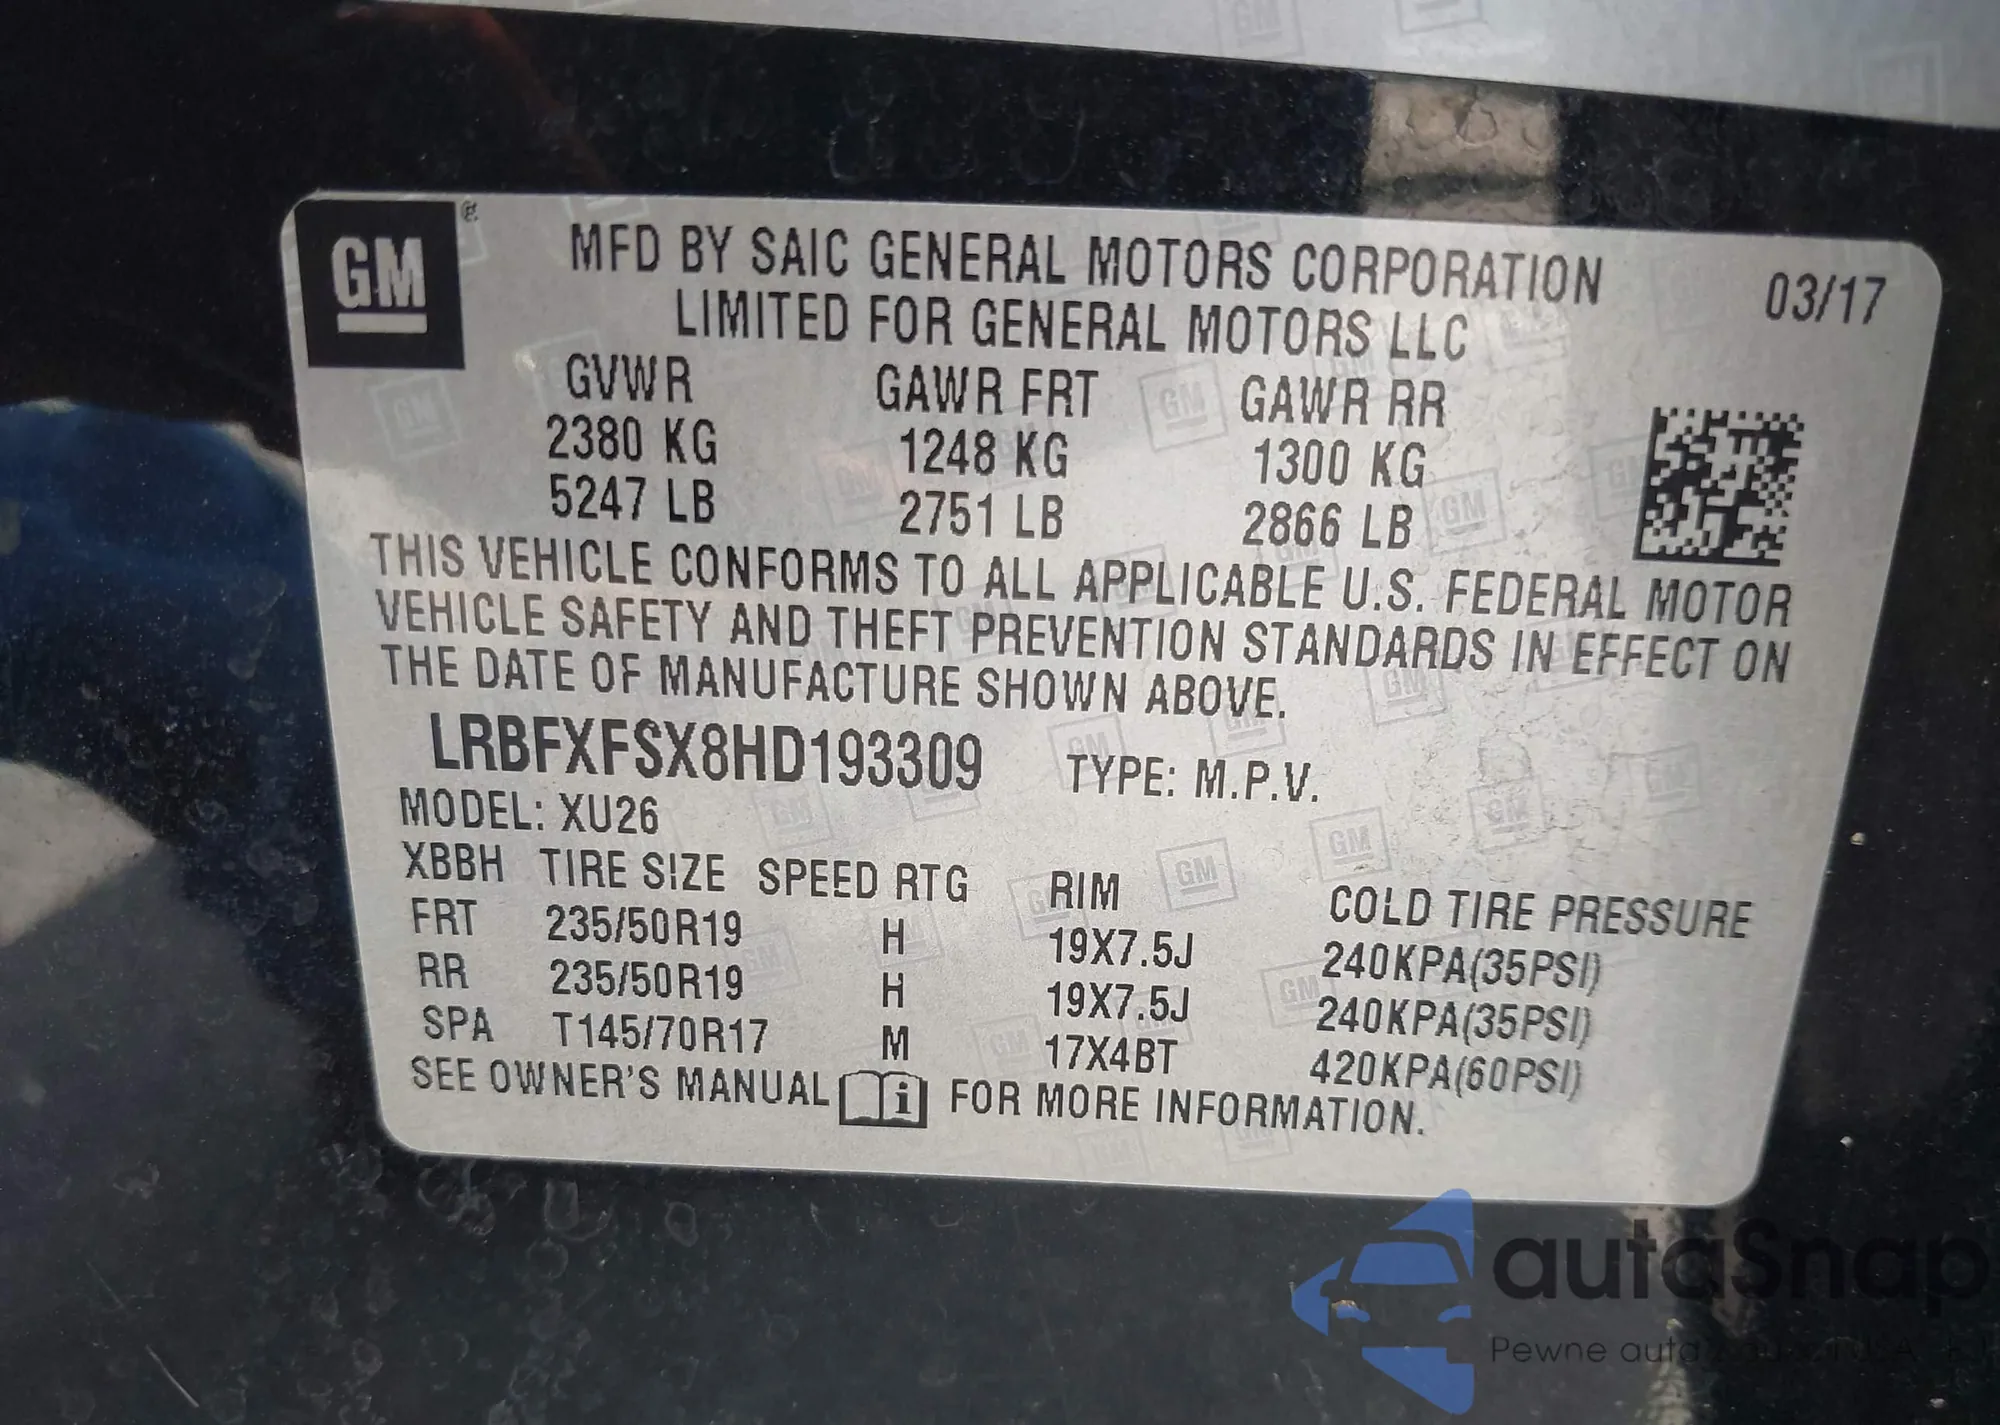 GM
MFD BY SAIC GENERAL MOTORS CORPORATION
LIMITED FOR GENERAL MOTORS LLC
03/17
GVWR GAWR FRT GAWR RR
2380 KG 1248 KG 1300 KG
5247 LB 2751 LB 2866 LB
THIS VEHICLE CONFORMS TO ALL APPLICABLE U.S. FEDERAL MOTOR
VEHICLE SAFETY AND THEFT PREVENTION STANDARDS IN EFFECT ON
THE DATE OF MANUFACTURE SHOWN ABOVE.
LRBFXFSX8HD193309 TYPE: M.P.V.
MODEL: XU26
XBBH TIRE SIZE SPEED RTG RIM COLD TIRE PRESSURE
FRT 235/50R19 H 19X7.5J 240KPA(35PSI)
RR 235/50R19 H 19X7.5J 240KPA(35PSI)
SPA T145/70R17 M 17X4BT 420KPA(60PSI)
SEE OWNER'S MANUAL i FOR MORE INFORMATION.
autaSnap
Pewne auta